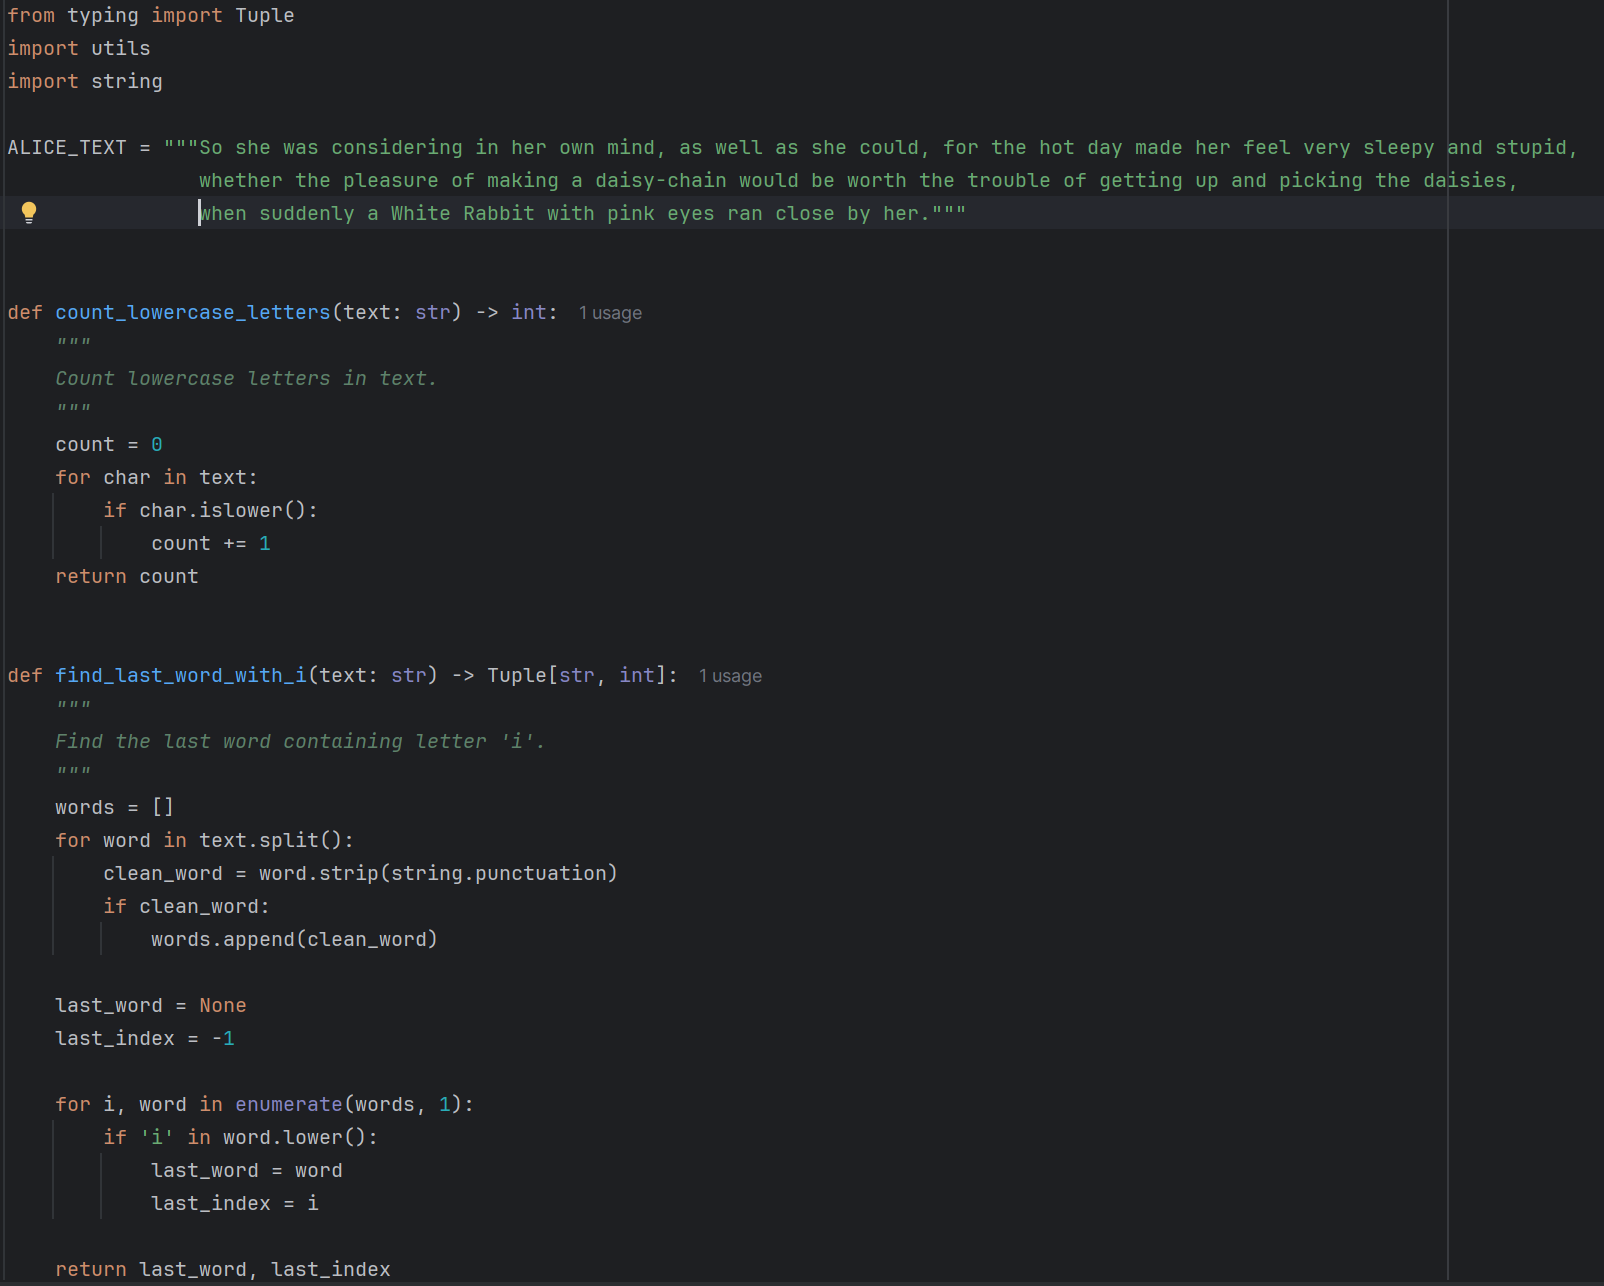 from typing import Tuple
import utils
import string

ALICE_TEXT = """So she was considering in her own mind, as well as she could, for the hot day made her feel very sleepy and stupid,
                whether the pleasure of making a daisy-chain would be worth the trouble of getting up and picking the daisies,
                when suddenly a White Rabbit with pink eyes ran close by her."""


def count_lowercase_letters(text: str) -> int:  1 usage
    """
    Count lowercase letters in text.
    """
    count = 0
    for char in text:
        if char.islower():
            count += 1
    return count


def find_last_word_with_i(text: str) -> Tuple[str, int]:  1 usage
    """
    Find the last word containing letter 'i'.
    """
    words = []
    for word in text.split():
        clean_word = word.strip(string.punctuation)
        if clean_word:
            words.append(clean_word)

    last_word = None
    last_index = -1

    for i, word in enumerate(words, 1):
        if 'i' in word.lower():
            last_word = word
            last_index = i

    return last_word, last_index